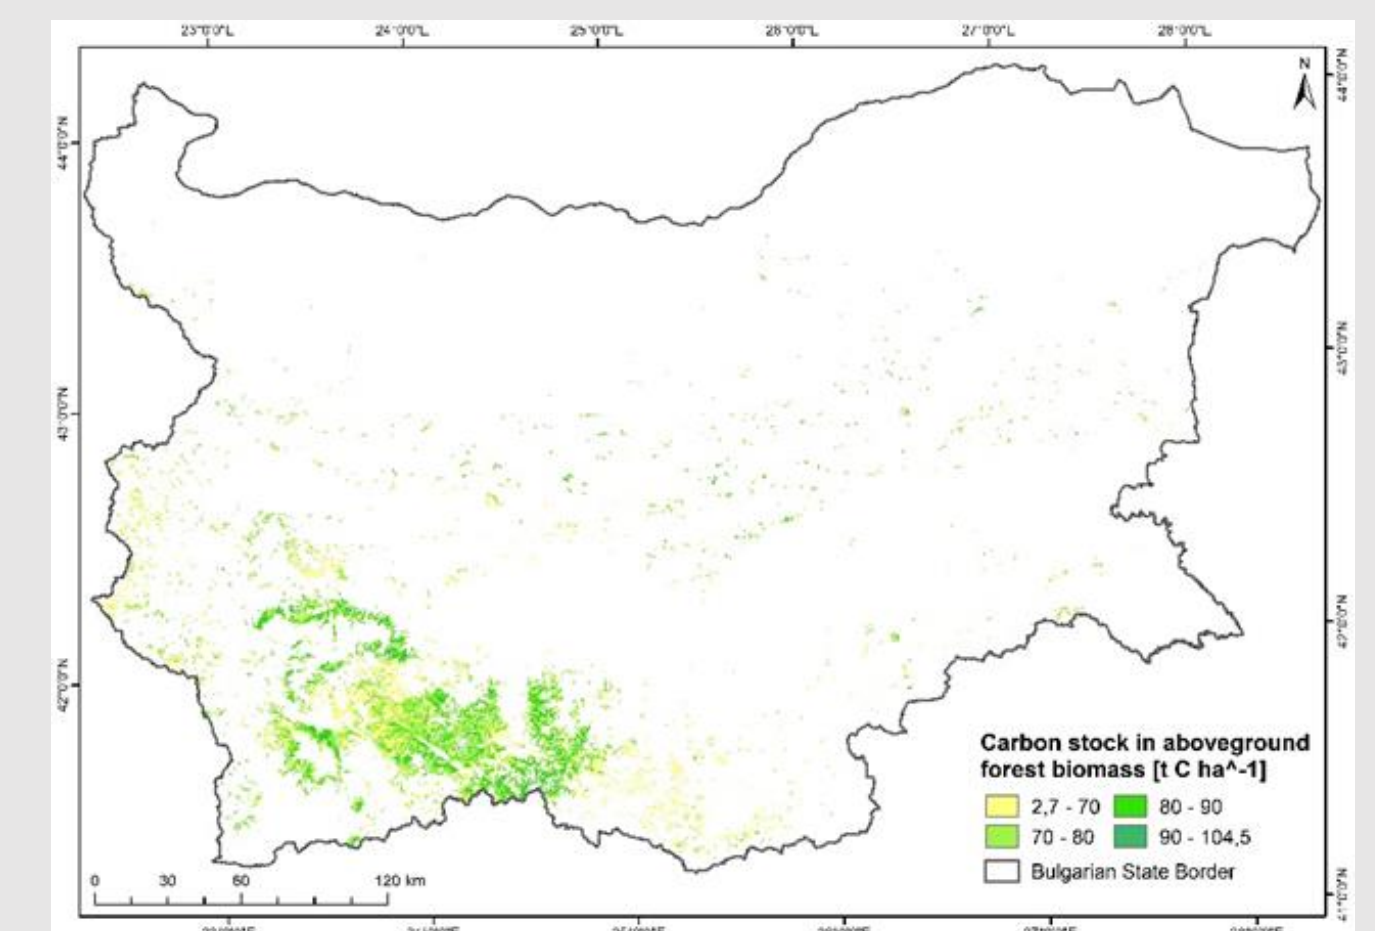 23°0'0"E 24°0'0"E 25°0'0"E 26°0'0"E 27°0'0"E 28°0'0"E
N
44°0'0"N
44°0'0"N
43°0'0"N
43°0'0"N
42°0'0"N
42°0'0"N
41°0'0"N
Carbon stock in aboveground
forest biomass [t C ha^-1]
2,7 - 70
80 - 90
70 - 80
90 - 104,5
Bulgarian State Border
0 30 60 120 km